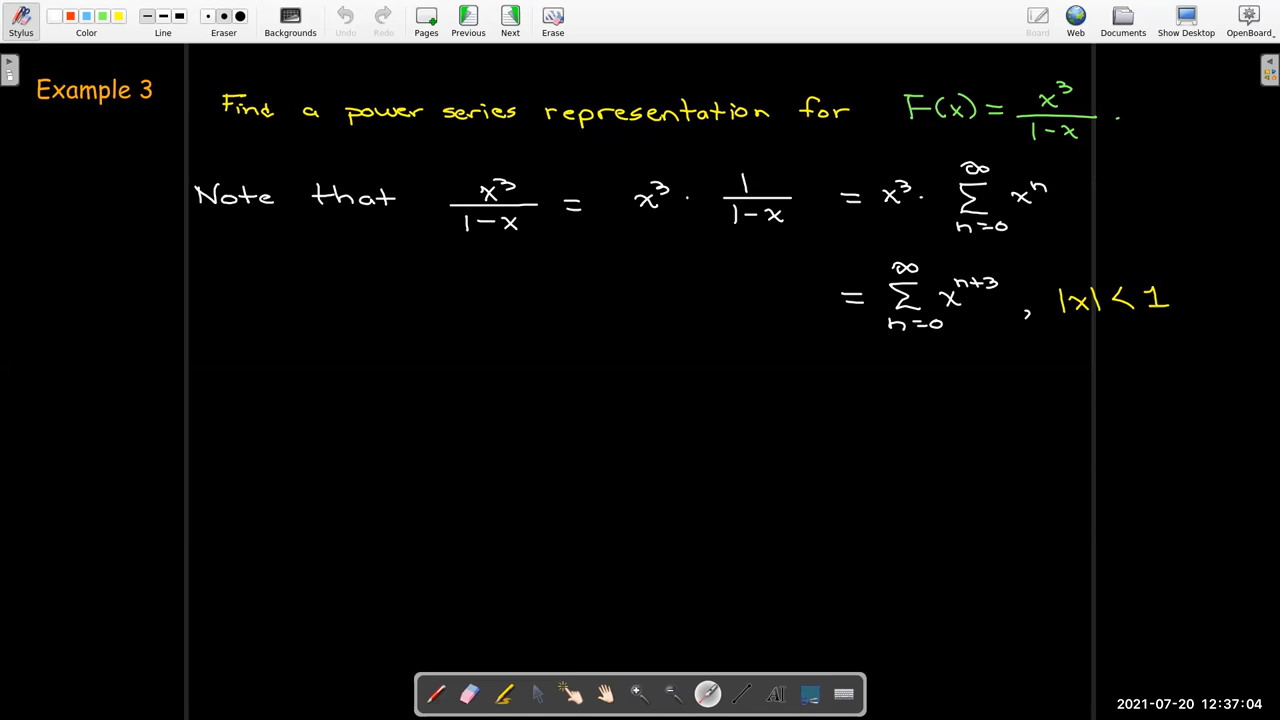 Stylus Color Line Eraser Backgrounds Undo Redo Pages Previous Next Erase Board Web Documents Show Desktop OpenBoard
Example 3
Find a power series representation for F(x) = x³/(1-x) .
Note that x³/(1-x) = x³ · 1/(1-x) = x³ · ∑_{n=0}^{∞} xⁿ
= ∑_{n=0}^{∞} x^{n+3} , |x| < 1
2021-07-20 12:37:04